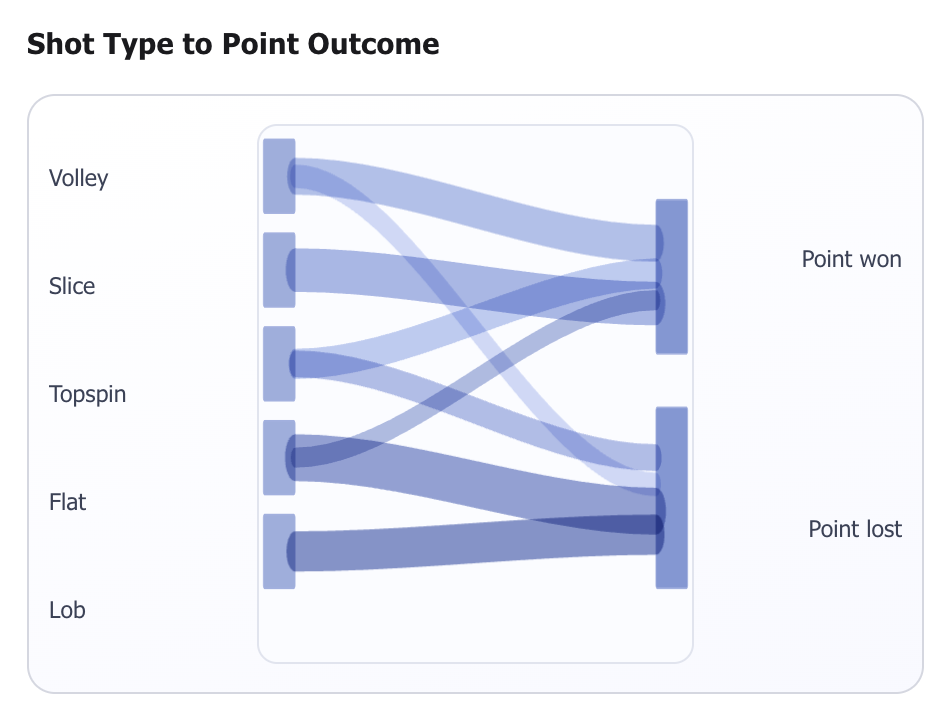 Shot Type to Point Outcome
Volley
Slice
Topspin
Flat
Lob
Point won
Point lost